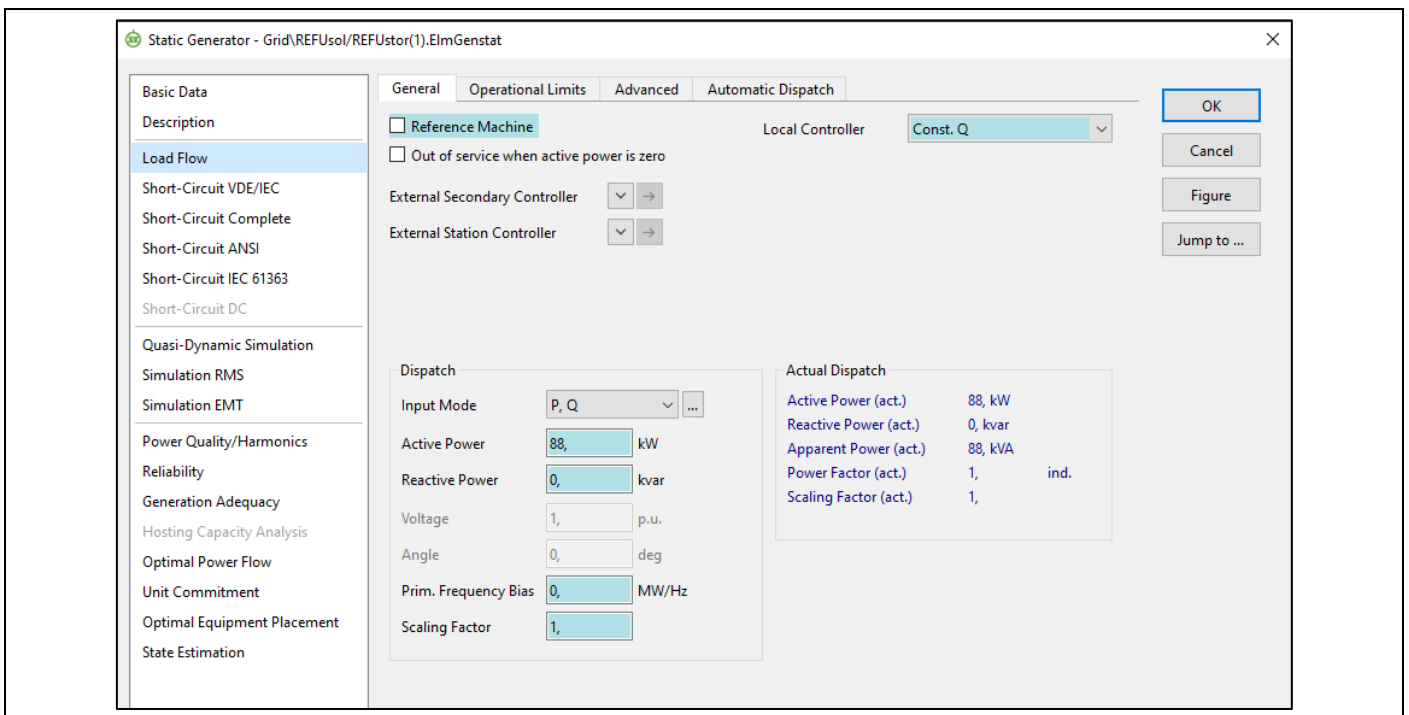 Static Generator - Grid\REFUsol/REFUstor(1).ElmGenstat
Basic Data
Description
Load Flow
Short-Circuit VDE/IEC
Short-Circuit Complete
Short-Circuit ANSI
Short-Circuit IEC 61363
Short-Circuit DC
Quasi-Dynamic Simulation
Simulation RMS
Simulation EMT
Power Quality/Harmonics
Reliability
Generation Adequacy
Hosting Capacity Analysis
Optimal Power Flow
Unit Commitment
Optimal Equipment Placement
State Estimation
General Operational Limits Advanced Automatic Dispatch
Reference Machine Local Controller Const. Q
Out of service when active power is zero
External Secondary Controller
External Station Controller
Dispatch
Input Mode P, Q ...
Active Power 88, kW
Reactive Power 0, kvar
Voltage 1, p.u.
Angle 0, deg
Prim. Frequency Bias 0, MW/Hz
Scaling Factor 1,
Actual Dispatch
Active Power (act.) 88, kW
Reactive Power (act.) 0, kvar
Apparent Power (act.) 88, kVA
Power Factor (act.) 1, ind.
Scaling Factor (act.) 1,
OK
Cancel
Figure
Jump to ...